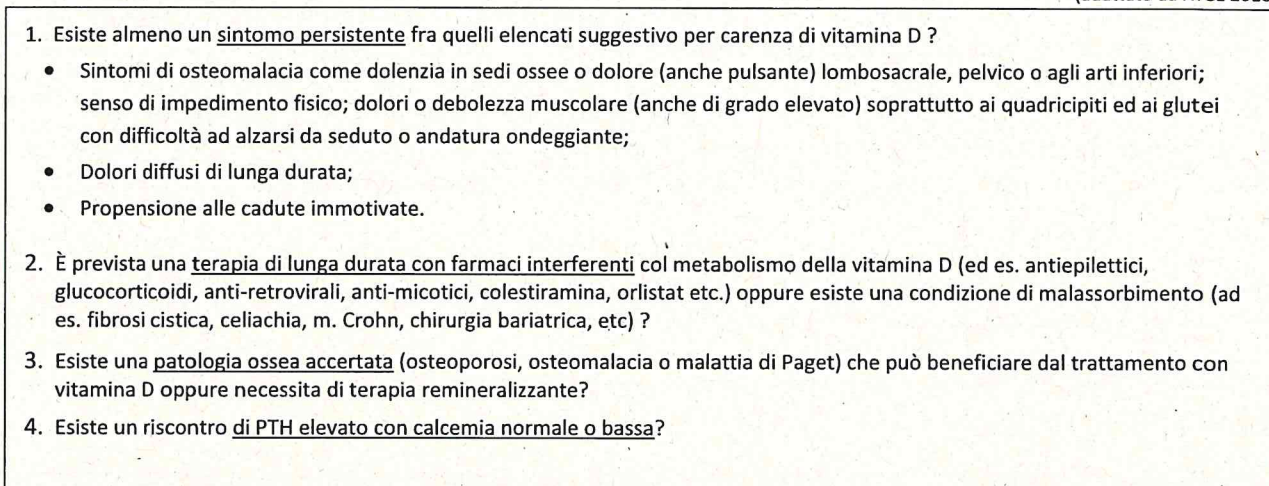 1. Esiste almeno un sintomo persistente fra quelli elencati suggestivo per carenza di vitamina D ?
• Sintomi di osteomalacia come dolenzia in sedi ossee o dolore (anche pulsante) lombosacrale, pelvico o agli arti inferiori;
senso di impedimento fisico; dolori o debolezza muscolare (anche di grado elevato) soprattutto ai quadricipiti ed ai glutei
con difficoltà ad alzarsi da seduto o andatura ondeggiante;
• Dolori diffusi di lunga durata;
• Propensione alle cadute immotivate.
2. È prevista una terapia di lunga durata con farmaci interferenti col metabolismo della vitamina D (ed es. antiepilettici,
glucocorticoidi, anti-retrovirali, anti-micotici, colestiramina, orlistat etc.) oppure esiste una condizione di malassorbimento (ad
es. fibrosi cistica, celiachia, m. Crohn, chirurgia bariatrica, etc) ?
3. Esiste una patologia ossea accertata (osteoporosi, osteomalacia o malattia di Paget) che può beneficiare dal trattamento con
vitamina D oppure necessita di terapia remineralizzante?
4. Esiste un riscontro di PTH elevato con calcemia normale o bassa?